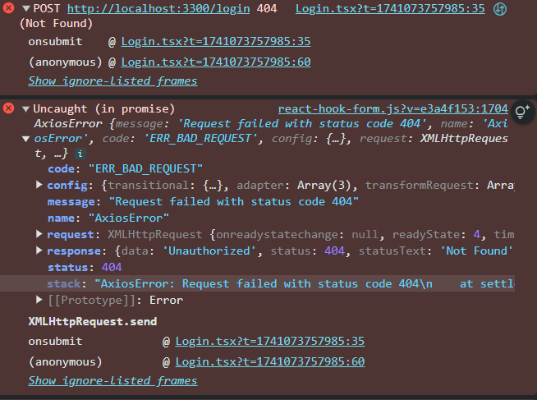 POST http://localhost:3300/login 404 Login.tsx?t=1741073757985:35
(Not Found)
onsubmit @ Login.tsx?t=1741073757985:35
(anonymous) @ Login.tsx?t=1741073757985:60
Show ignore-listed frames
Uncaught (in promise) react-hook-form.js?v=e3a4f153:1704
AxiosError {message: 'Request failed with status code 404', name: 'Axi
osError', code: 'ERR_BAD_REQUEST', config: {…}, request: XMLHttpReques
t, …}
code: "ERR_BAD_REQUEST"
config: {transitional: {…}, adapter: Array(3), transformRequest: Array
message: "Request failed with status code 404"
name: "AxiosError"
request: XMLHttpRequest {onreadystatechange: null, readyState: 4, tim
response: {data: 'Unauthorized', status: 404, statusText: 'Not Found'
status: 404
stack: "AxiosError: Request failed with status code 404\n    at settl
[[Prototype]]: Error
XMLHttpRequest.send
onsubmit @ Login.tsx?t=1741073757985:35
(anonymous) @ Login.tsx?t=1741073757985:60
Show ignore-listed frames